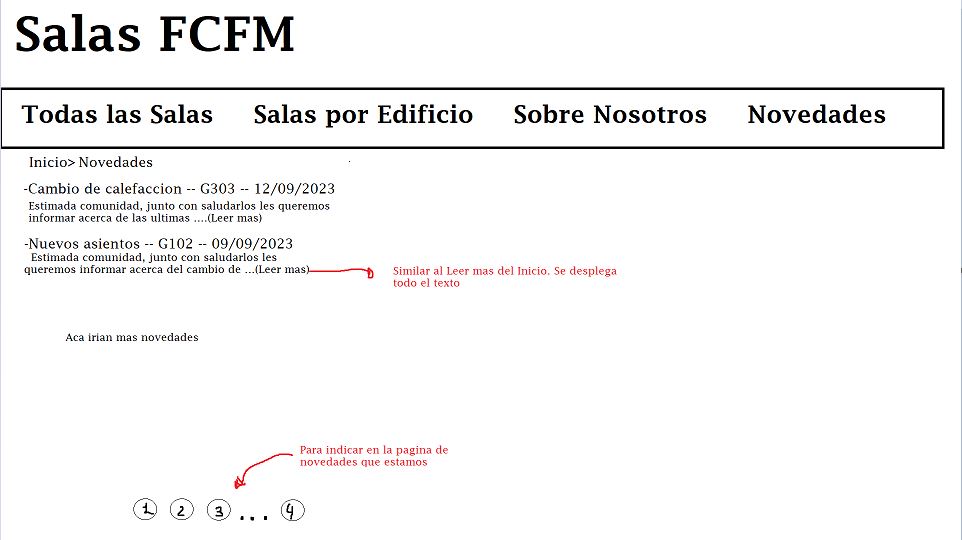 Salas FCFM
Todas las Salas Salas por Edificio Sobre Nosotros Novedades
Inicio> Novedades
-Cambio de calefaccion -- G303 -- 12/09/2023
Estimada comunidad, junto con saludarlos les queremos
informar acerca de las ultimas ....(Leer mas)
-Nuevos asientos -- G102 -- 09/09/2023
Estimada comunidad, junto con saludarlos les
queremos informar acerca del cambio de ...(Leer mas)
Similar al Leer mas del Inicio. Se desplega
todo el texto
Aca irian mas novedades
Para indicar en la pagina de
novedades que estamos
1 2 3 ... 4